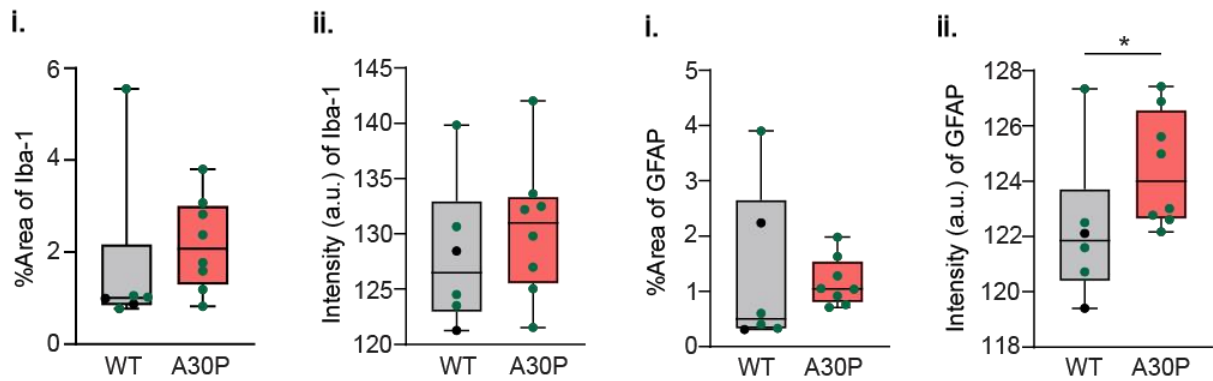 i.
%Area of Iba-1
6
4
2
0
WT A30P
ii.
Intensity (a.u.) of Iba-1
145
140
135
130
125
120
WT A30P
i.
%Area of GFAP
5
4
3
2
1
0
WT A30P
ii.
*
Intensity (a.u.) of GFAP
128
126
124
122
120
118
WT A30P